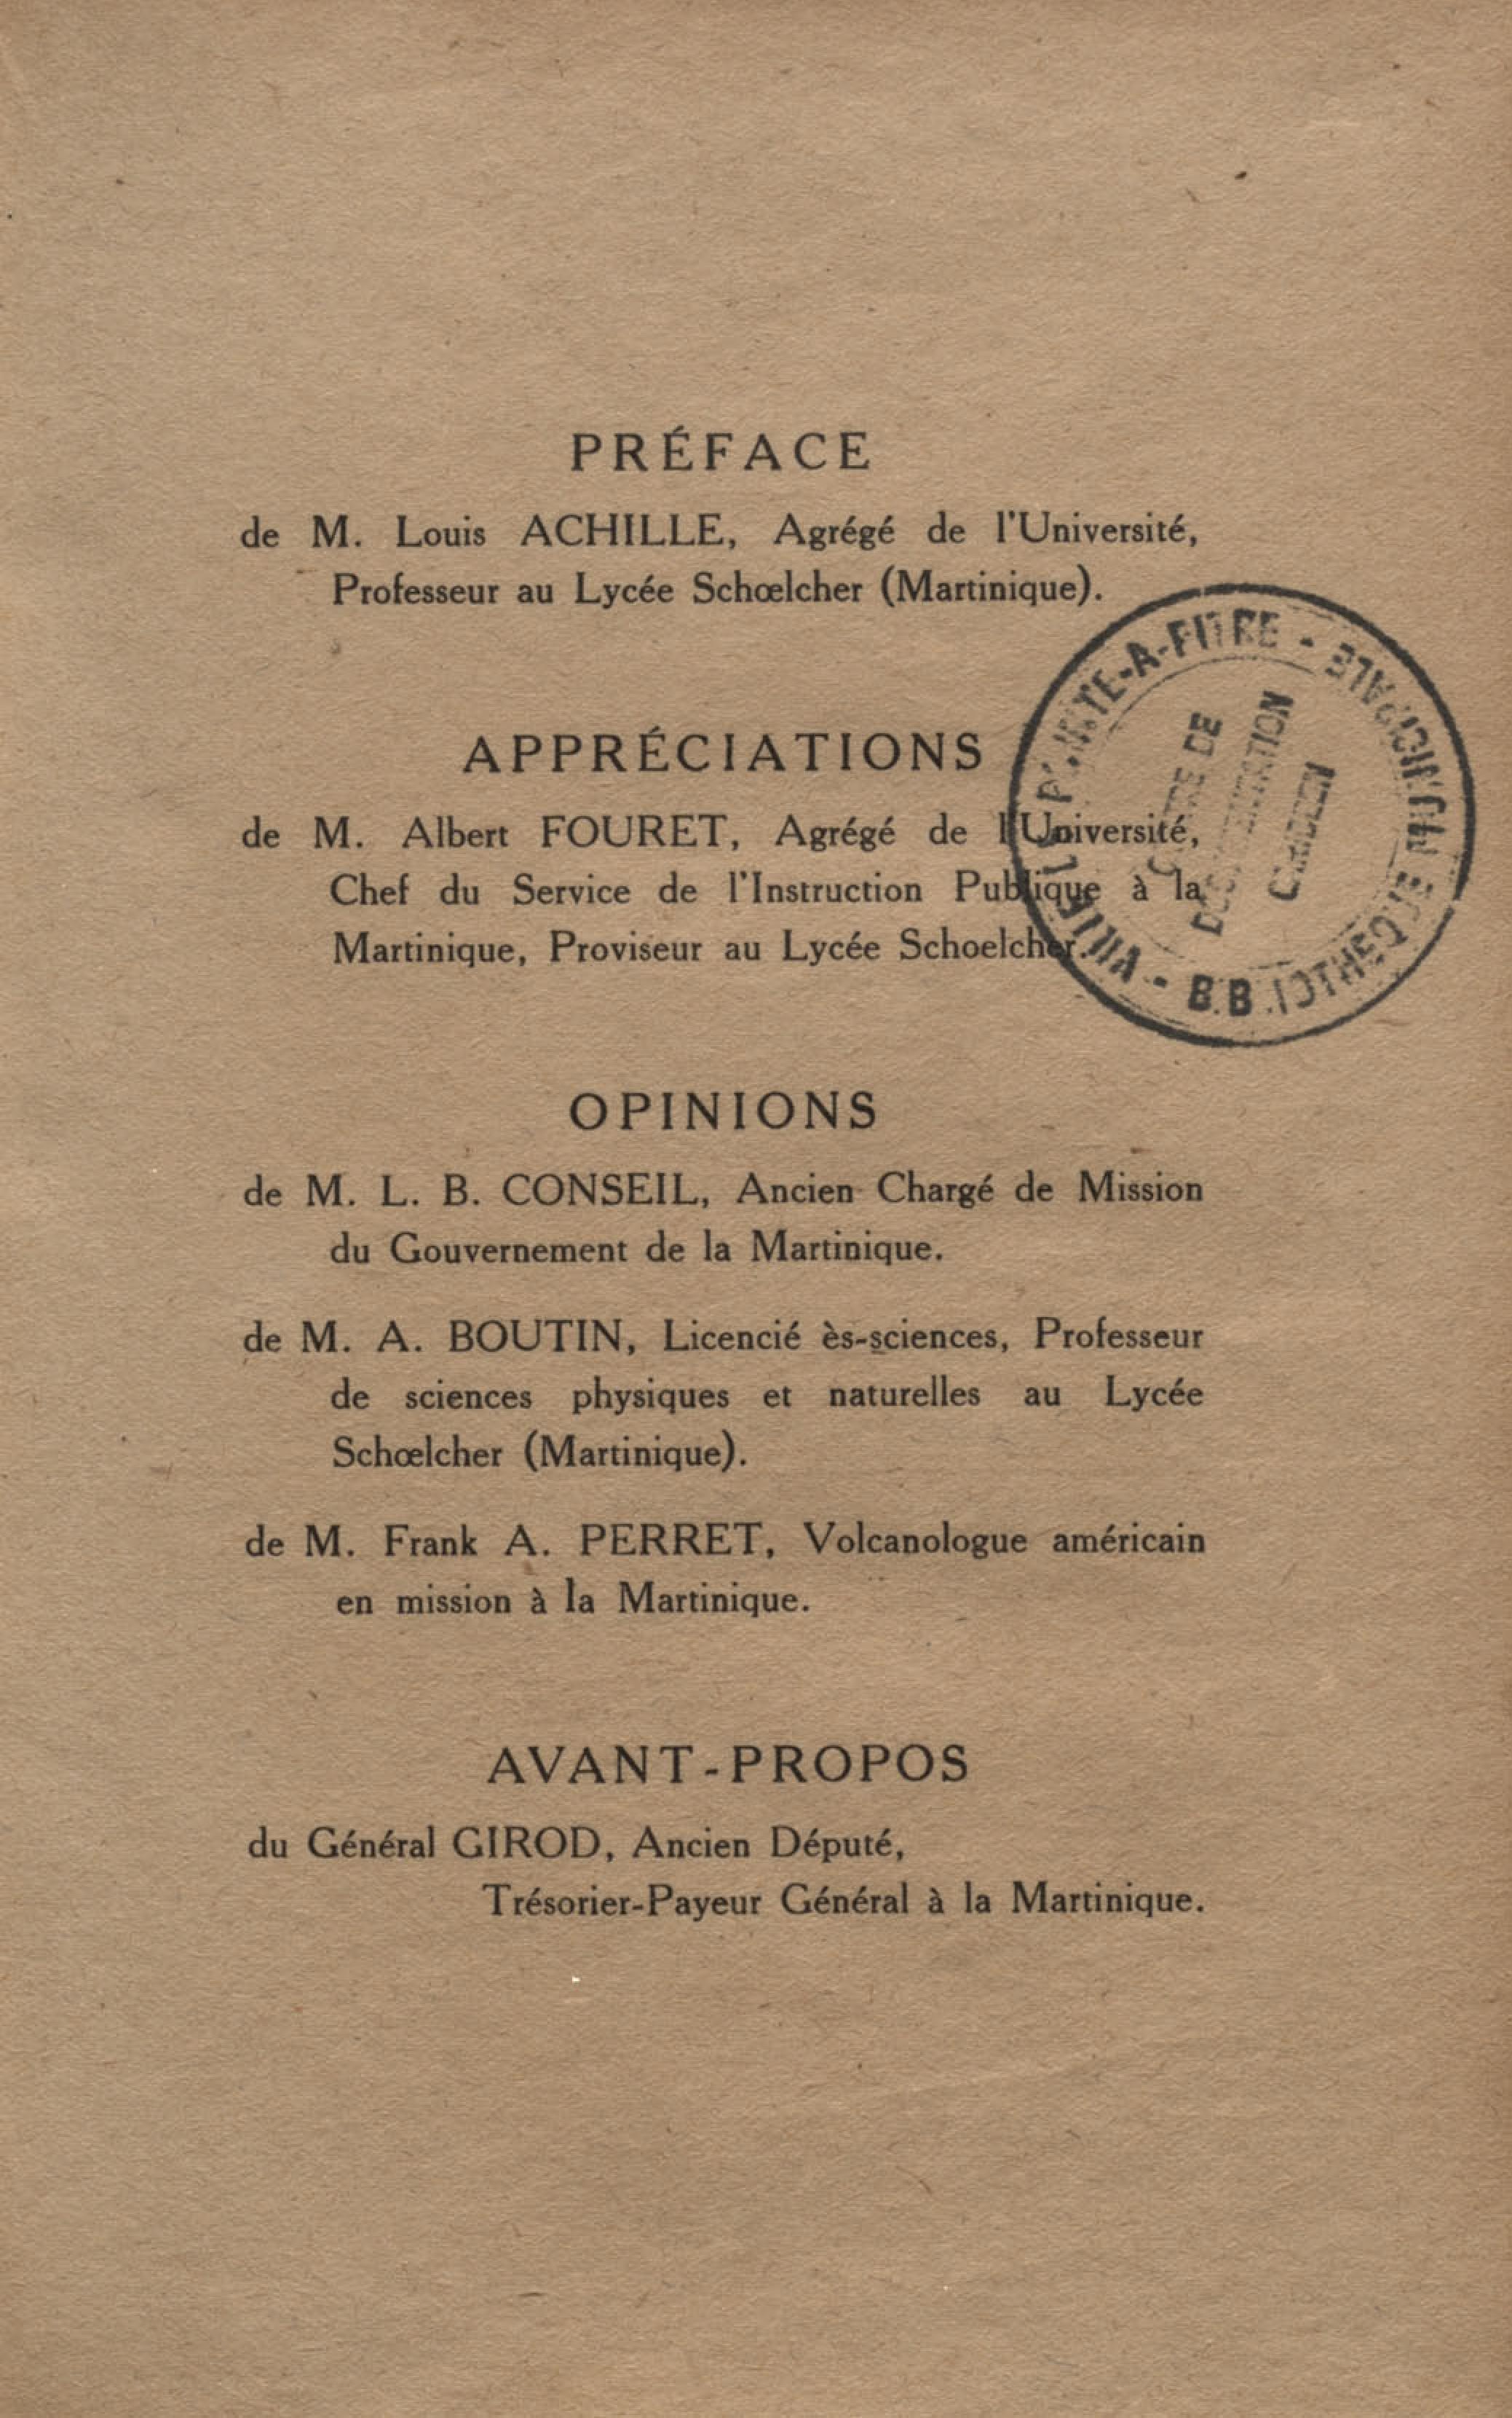 PRÉFACE
de M. Louis ACHILLE, Agrégé de l'Université,
Professeur au Lycée Schœlcher (Martinique).
APPRÉCIATIONS
de M. Albert FOURET, Agrégé de l'Université,
Chef du Service de l'Instruction Publique à la
Martinique, Proviseur au Lycée Schoelcher.
VILLE POINTE-A-PITRE -
- B.B.
OPINIONS
de M. L. B. CONSEIL, Ancien Chargé de Mission
du Gouvernement de la Martinique.
de M. A. BOUTIN, Licencié ès-sciences, Professeur
de sciences physiques et naturelles au Lycée
Schœlcher (Martinique).
de M. Frank A. PERRET, Volcanologue américain
en mission à la Martinique.
AVANT-PROPOS
du Général GIROD, Ancien Député,
Trésorier-Payeur Général à la Martinique.